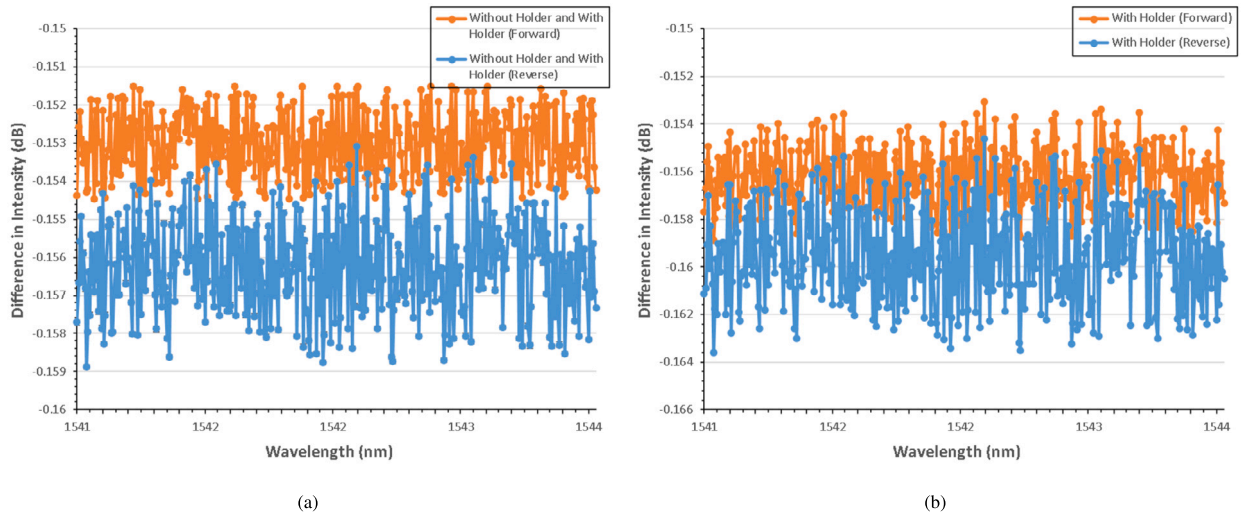 Without Holder and With
Holder (Forward)
Without Holder and With
Holder (Reverse)
-0.15
-0.151
-0.152
-0.153
-0.154
-0.155
-0.156
-0.157
-0.158
-0.159
-0.16
Difference in Intensity (dB)
1541 1542 1542 1543 1544
Wavelength (nm)
(a)
With Holder (Forward)
With Holder (Reverse)
-0.15
-0.152
-0.154
-0.156
-0.158
-0.16
-0.162
-0.164
-0.166
Difference in Intensity (dB)
1541 1542 1542 1543 1544
Wavelength (nm)
(b)